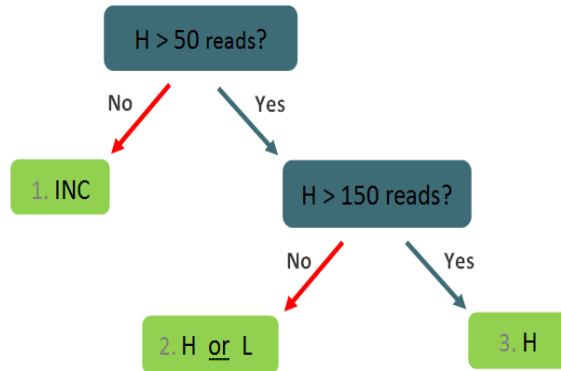 H > 50 reads?
No
Yes
1. INC
H > 150 reads?
No
Yes
2. H or L
3. H